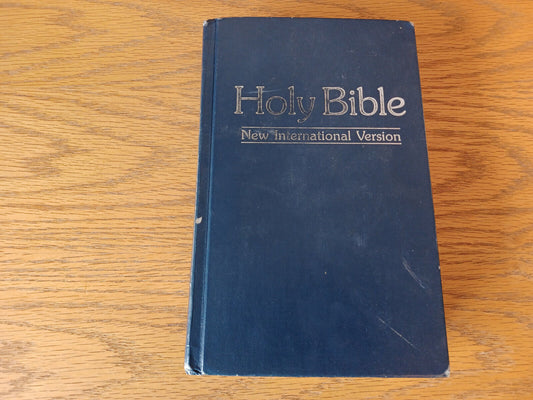 Holy Bible
New International Version